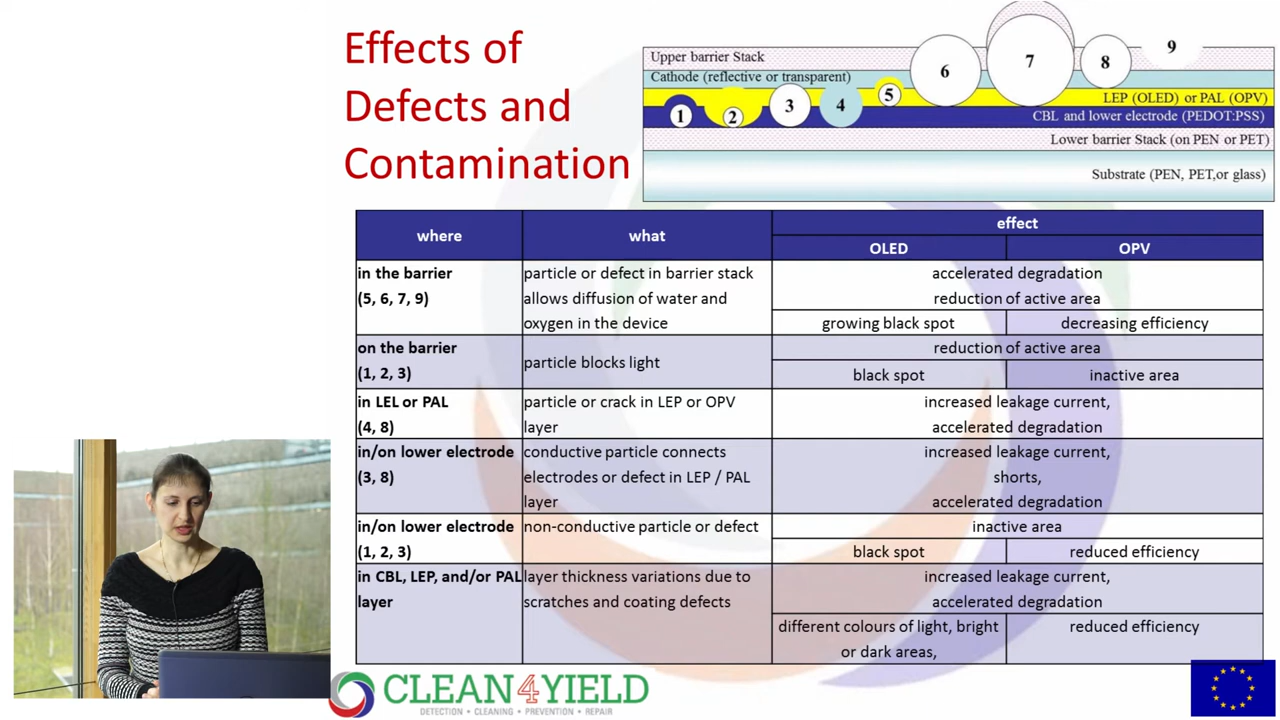 Effects of
Defects and
Contamination
Upper barrier Stack
Cathode (reflective or transparent)
LEP (OLED) or PAL (OPV)
CBL and lower electrode (PEDOT:PSS)
Lower barrier Stack (on PEN or PET)
Substrate (PEN, PET,or glass)
1
2
3
4
5
6
7
8
9
where
what
effect
OLED
OPV
in the barrier
(5, 6, 7, 9)
particle or defect in barrier stack
allows diffusion of water and
oxygen in the device
accelerated degradation
reduction of active area
growing black spot
decreasing efficiency
on the barrier
(1, 2, 3)
particle blocks light
reduction of active area
black spot
inactive area
in LEL or PAL
(4, 8)
particle or crack in LEP or OPV
layer
increased leakage current,
accelerated degradation
in/on lower electrode
(3, 8)
conductive particle connects
electrodes or defect in LEP / PAL
layer
increased leakage current,
shorts,
accelerated degradation
in/on lower electrode
(1, 2, 3)
non-conductive particle or defect
inactive area
black spot
reduced efficiency
in CBL, LEP, and/or PAL
layer
layer thickness variations due to
scratches and coating defects
increased leakage current,
accelerated degradation
different colours of light, bright
or dark areas,
reduced efficiency
CLEAN4YIELD
DETECTION • CLEANING • PREVENTION • REPAIR